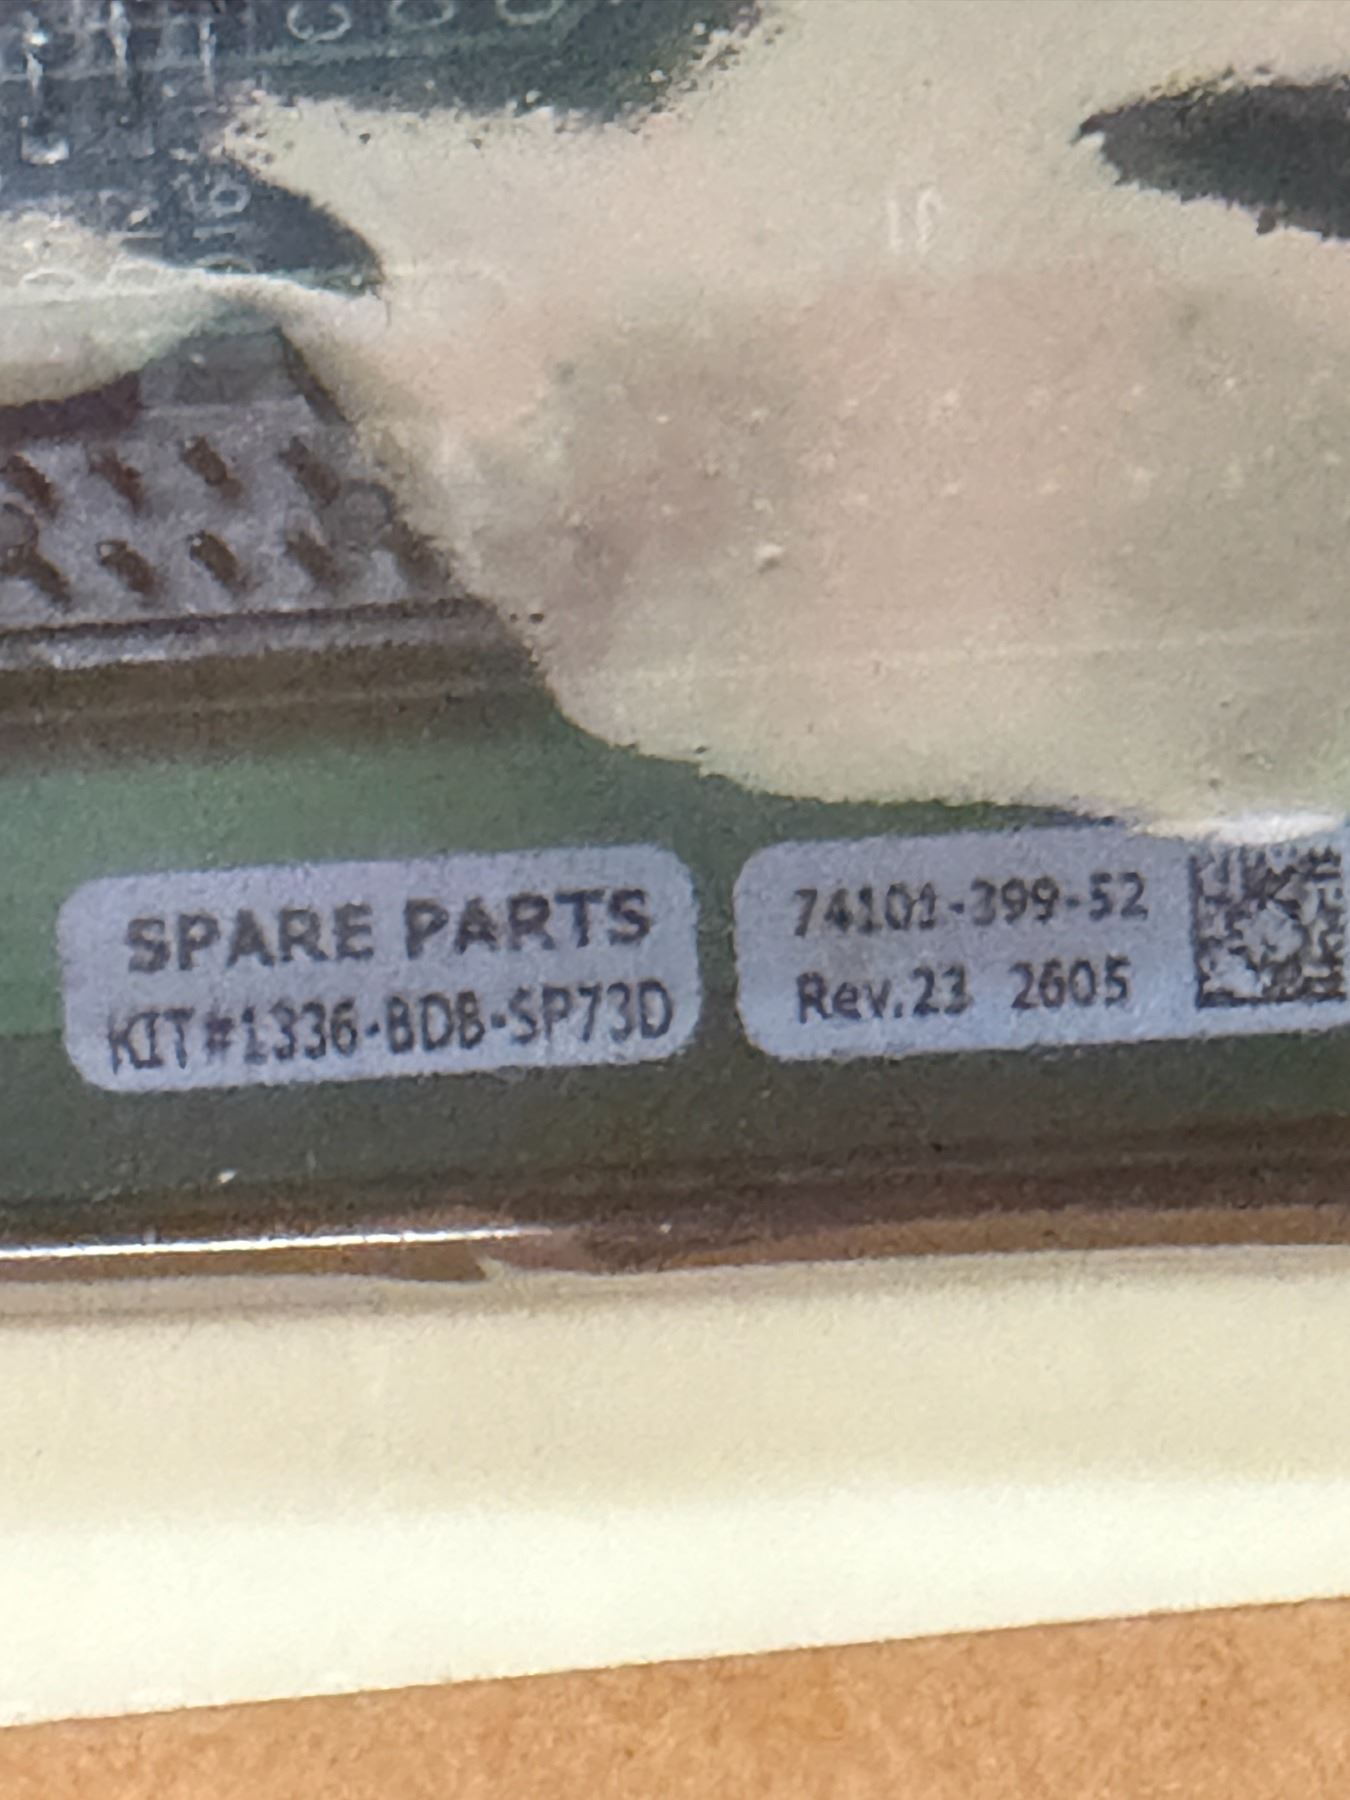 SPARE PARTS
KIT#1336-BDB-SP73D
74101-399-52
Rev.23 2605